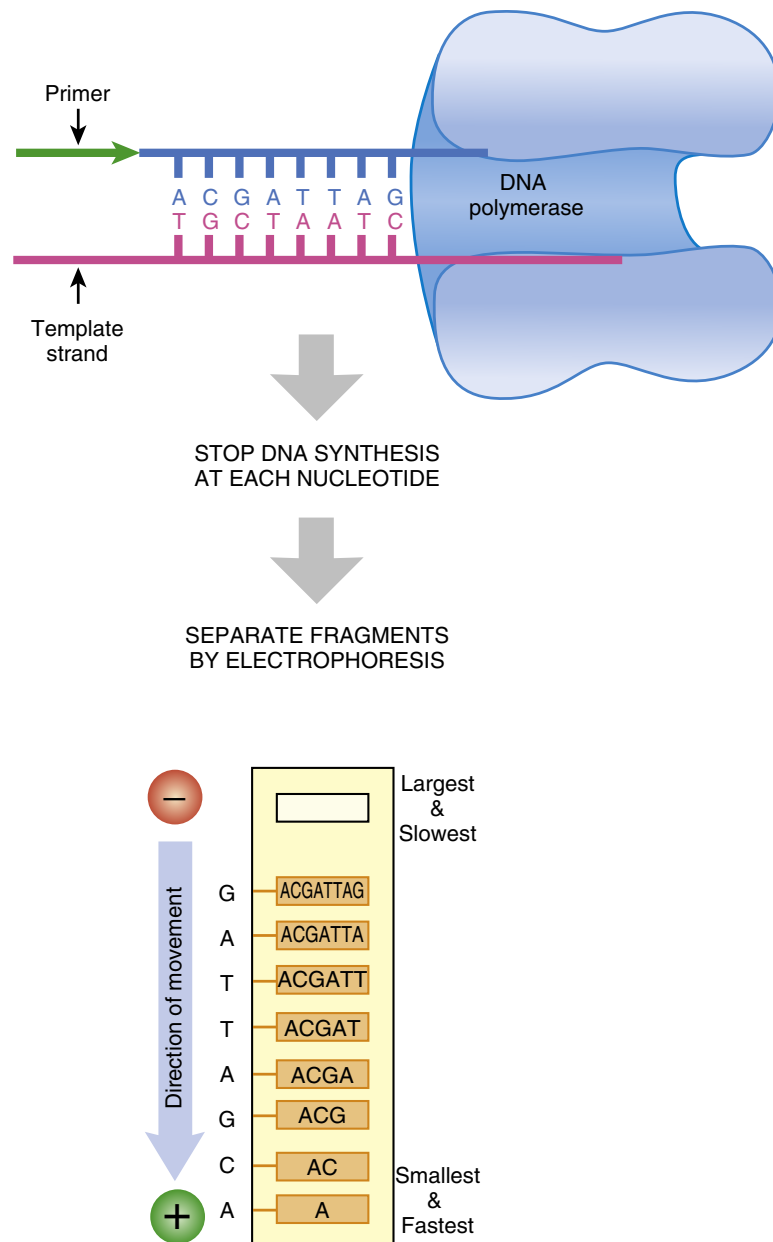 Primer
A C G A T T A G
T G C T A A T C
DNA
polymerase
Template
strand
STOP DNA SYNTHESIS
AT EACH NUCLEOTIDE
SEPARATE FRAGMENTS
BY ELECTROPHORESIS
−
Largest
&
Slowest
Direction of movement
G ACGATTAG
A ACGATTA
T ACGATT
T ACGAT
A ACGA
G ACG
C AC
A A
Smallest
&
Fastest
+